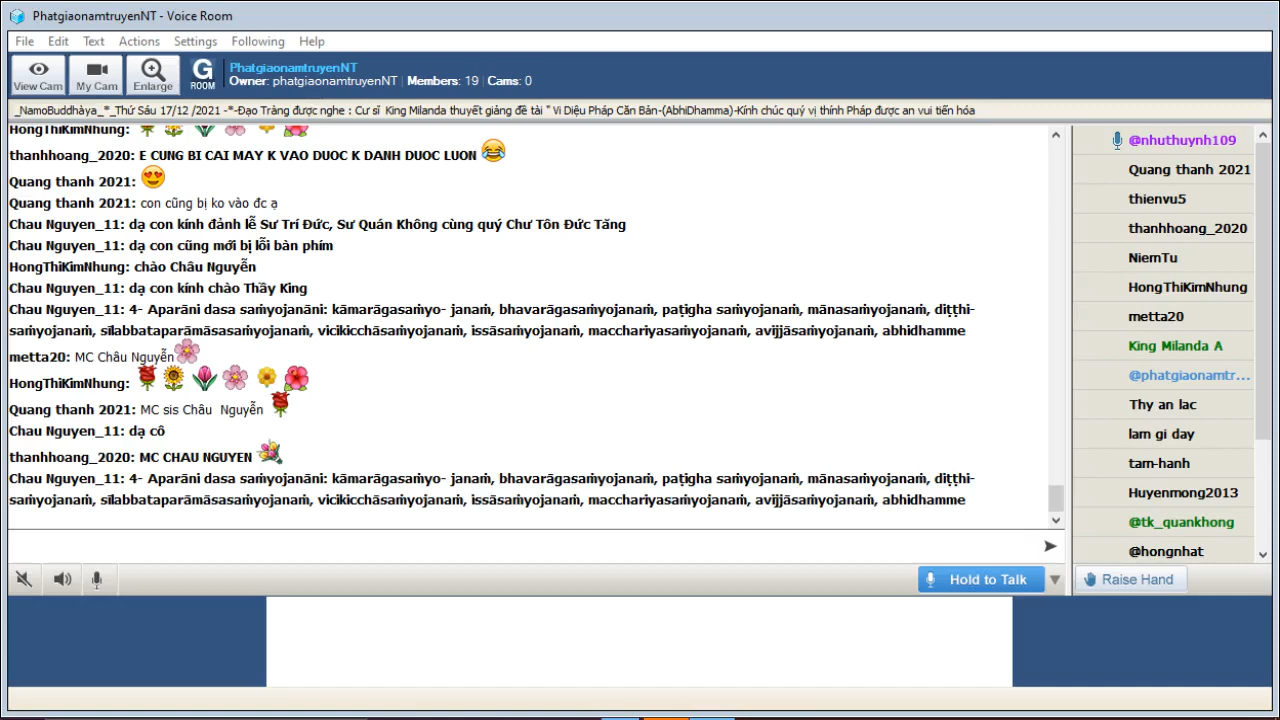 PhatgiaonamtruyenNT - Voice Room
File Edit Text Actions Settings Following Help
View Cam My Cam Enlarge G ROOM
PhatgiaonamtruyenNT
Owner: phatgiaonamtruyenNT Members: 19 Cams: 0
_NamoBuddhàya_*_Thứ Sáu 17/12 /2021 -*-Đạo Tràng được nghe : Cư sĩ King Milanda thuyết giảng đề tài " Vi Diệu Pháp Căn Bản-(AbhiDhamma)-Kính chúc quý vị thính Pháp được an vui tiến hóa
HongThiKimNhung:
thanhhoang_2020: E CUNG BI CAI MAY K VAO DUOC K DANH DUOC LUON
Quang thanh 2021:
Quang thanh 2021: con cũng bị ko vào đc ạ
Chau Nguyen_11: dạ con kính đảnh lễ Sư Trí Đức, Sư Quán Không cùng quý Chư Tôn Đức Tăng
Chau Nguyen_11: dạ con cũng mới bị lỗi bàn phím
HongThiKimNhung: chào Châu Nguyễn
Chau Nguyen_11: dạ con kính chào Thầy King
Chau Nguyen_11: 4- Aparāni dasa saṁyojanāni: kāmarāgasaṁyo- janaṁ, bhavarāgasaṁyojanaṁ, paṭigha saṁyojanaṁ, mānasaṁyojanaṁ, diṭṭhi-
saṁyojanaṁ, sīlabbataparāmāsasaṁyojanaṁ, vicikicchāsaṁyojanaṁ, issāsaṁyojanaṁ, macchariyasaṁyojanaṁ, avijjāsaṁyojanaṁ, abhidhamme
metta20: MC Châu Nguyễn
HongThiKimNhung:
Quang thanh 2021: MC sis Châu Nguyễn
Chau Nguyen_11: dạ cô
thanhhoang_2020: MC CHAU NGUYEN
Chau Nguyen_11: 4- Aparāni dasa saṁyojanāni: kāmarāgasaṁyo- janaṁ, bhavarāgasaṁyojanaṁ, paṭigha saṁyojanaṁ, mānasaṁyojanaṁ, diṭṭhi-
saṁyojanaṁ, sīlabbataparāmāsasaṁyojanaṁ, vicikicchāsaṁyojanaṁ, issāsaṁyojanaṁ, macchariyasaṁyojanaṁ, avijjāsaṁyojanaṁ, abhidhamme
@nhuthuynh109
Quang thanh 2021
thienvu5
thanhhoang_2020
NiemTu
HongThiKimNhung
metta20
King Milanda A
@phatgiaonamtr...
Thy an lac
lam gi day
tam-hanh
Huyenmong2013
@tk_quankhong
@hongnhat
Hold to Talk
Raise Hand